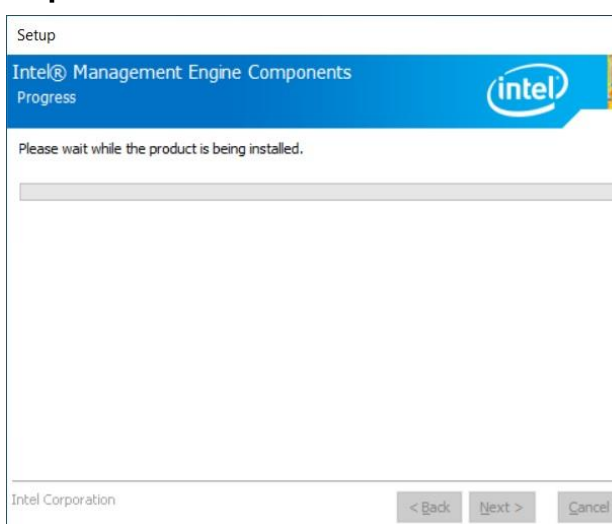 Setup
Intel® Management Engine Components
Progress
intel
Please wait while the product is being installed.
Intel Corporation
< Back
Next >
Cancel